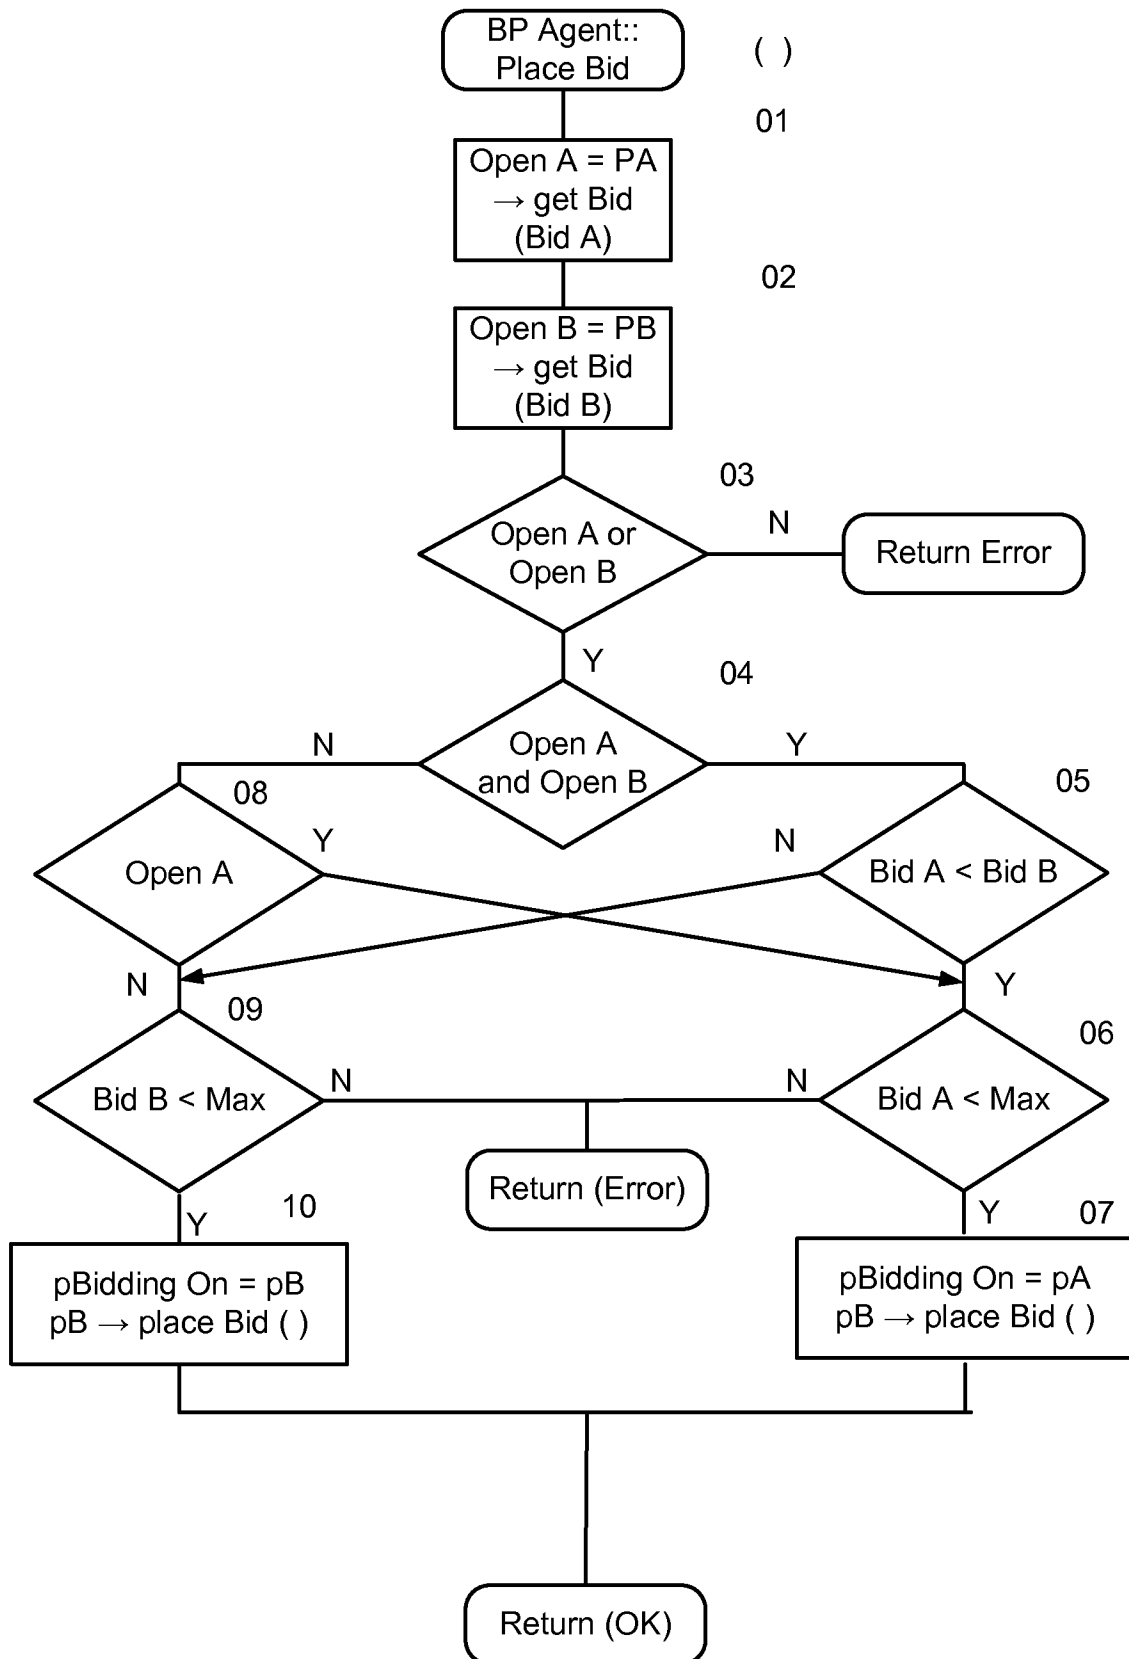 BP Agent::
Place Bid
( )
01
Open A = PA
→ get Bid
(Bid A)
02
Open B = PB
→ get Bid
(Bid B)
03
Open A or
Open B
N
Return Error
Y
04
Open A
and Open B
N
Y
08
Open A
Y
N
05
Bid A < Bid B
N
Y
09
Bid B < Max
N
Y
06
Bid A < Max
N
Y
Return (Error)
10
pBidding On = pB
pB → place Bid ( )
07
pBidding On = pA
pB → place Bid ( )
Return (OK)